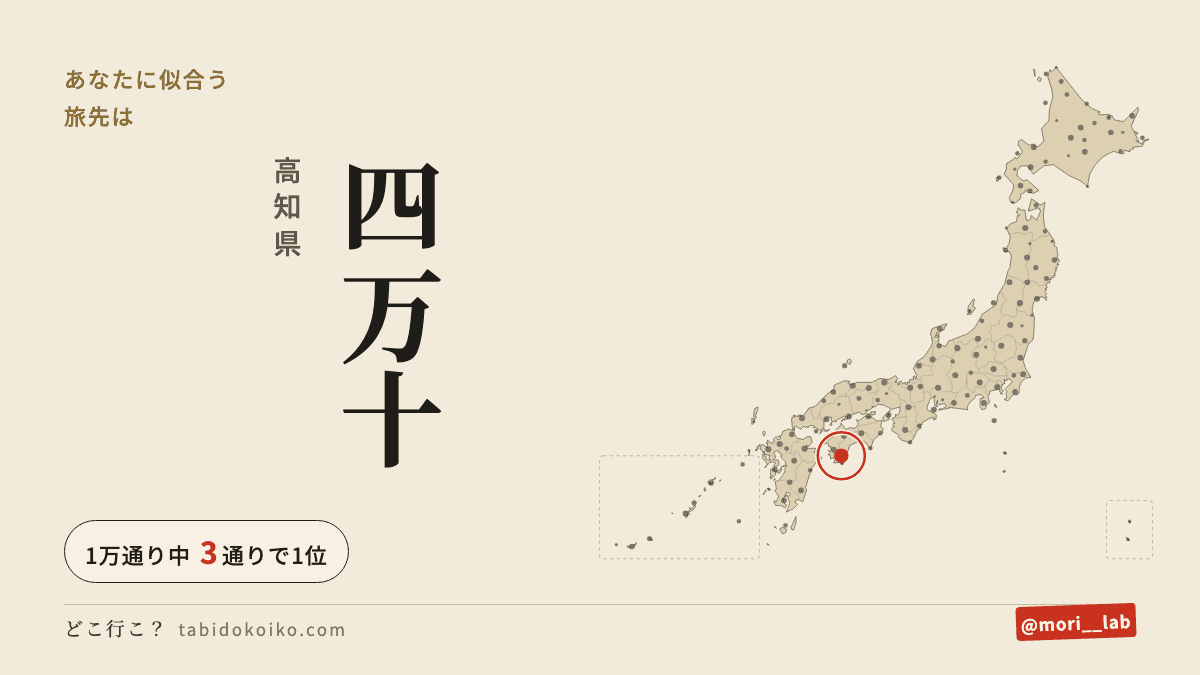 あなたに似合う
旅先は
四万十
高知県
1万通り中 3通りで1位
どこ行こ？ tabidokoiko.com
@mori__lab